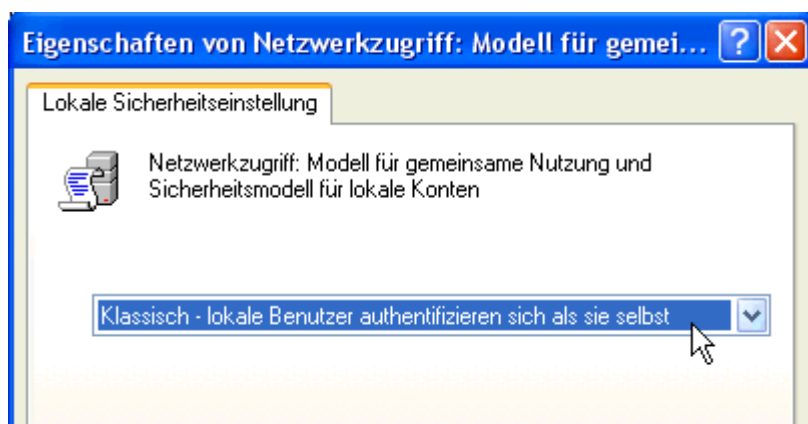 Eigenschaften von Netzwerkzugriff: Modell für gemei...
Lokale Sicherheitseinstellung
Netzwerkzugriff: Modell für gemeinsame Nutzung und
Sicherheitsmodell für lokale Konten
Klassisch - lokale Benutzer authentifizieren sich als sie selbst